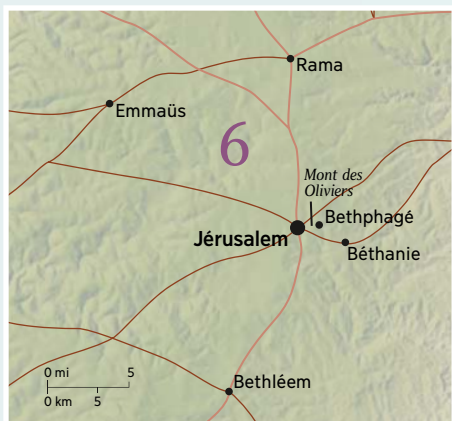 Rama
Emmaüs
6
Mont des
Oliviers
Bethphagé
Jérusalem
Béthanie
0 mi 5
0 km 5
Bethléem